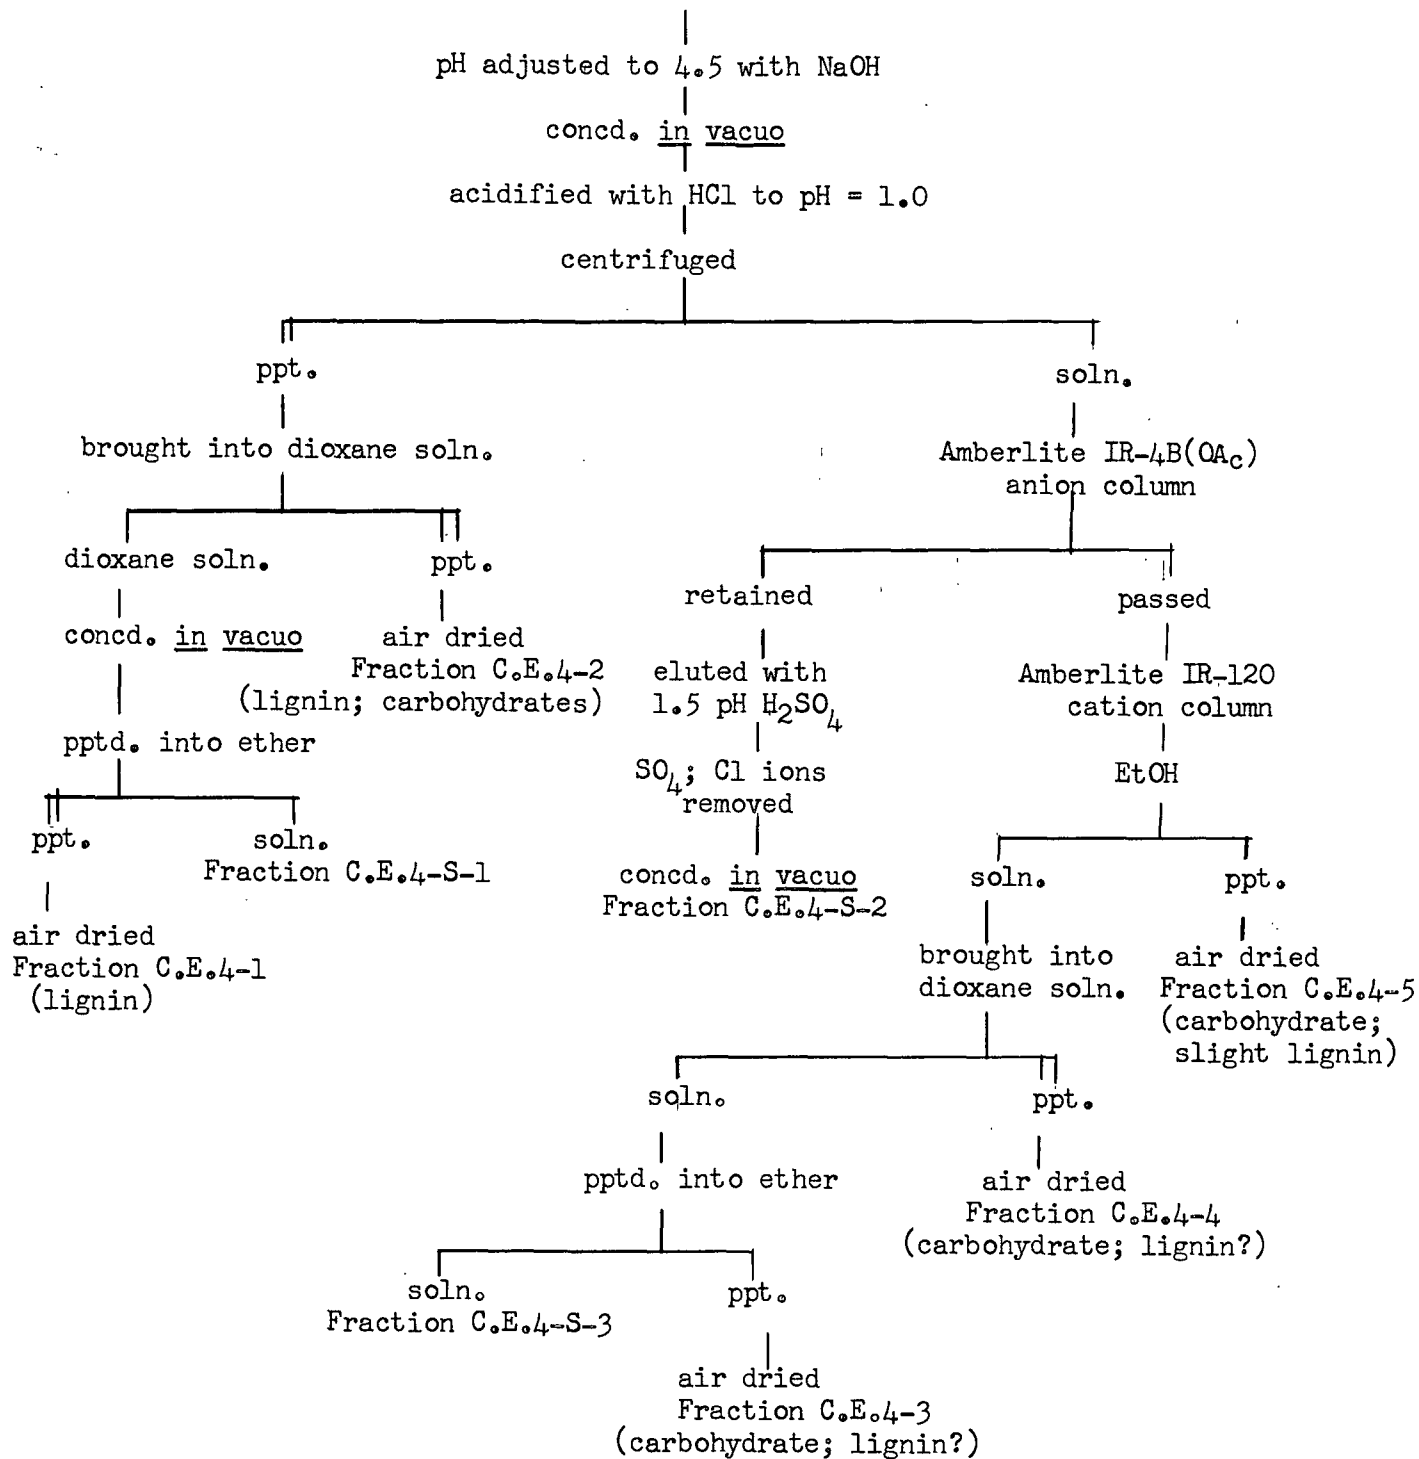 pH adjusted to 4.5 with NaOH
concd. in vacuo
acidified with HCl to pH = 1.0
centrifuged
ppt.
soln.
brought into dioxane soln.
Amberlite IR-4B(OAc)
anion column
dioxane soln.
ppt.
retained
passed
concd. in vacuo
air dried
Fraction C.E.4-2
(lignin; carbohydrates)
eluted with
1.5 pH H2SO4
Amberlite IR-120
cation column
pptd. into ether
SO4; Cl ions
removed
EtOH
ppt.
soln.
Fraction C.E.4-S-1
concd. in vacuo
Fraction C.E.4-S-2
soln.
ppt.
air dried
Fraction C.E.4-1
(lignin)
brought into
dioxane soln.
air dried
Fraction C.E.4-5
(carbohydrate;
slight lignin)
soln.
ppt.
pptd. into ether
air dried
Fraction C.E.4-4
(carbohydrate; lignin?)
soln.
Fraction C.E.4-S-3
ppt.
air dried
Fraction C.E.4-3
(carbohydrate; lignin?)